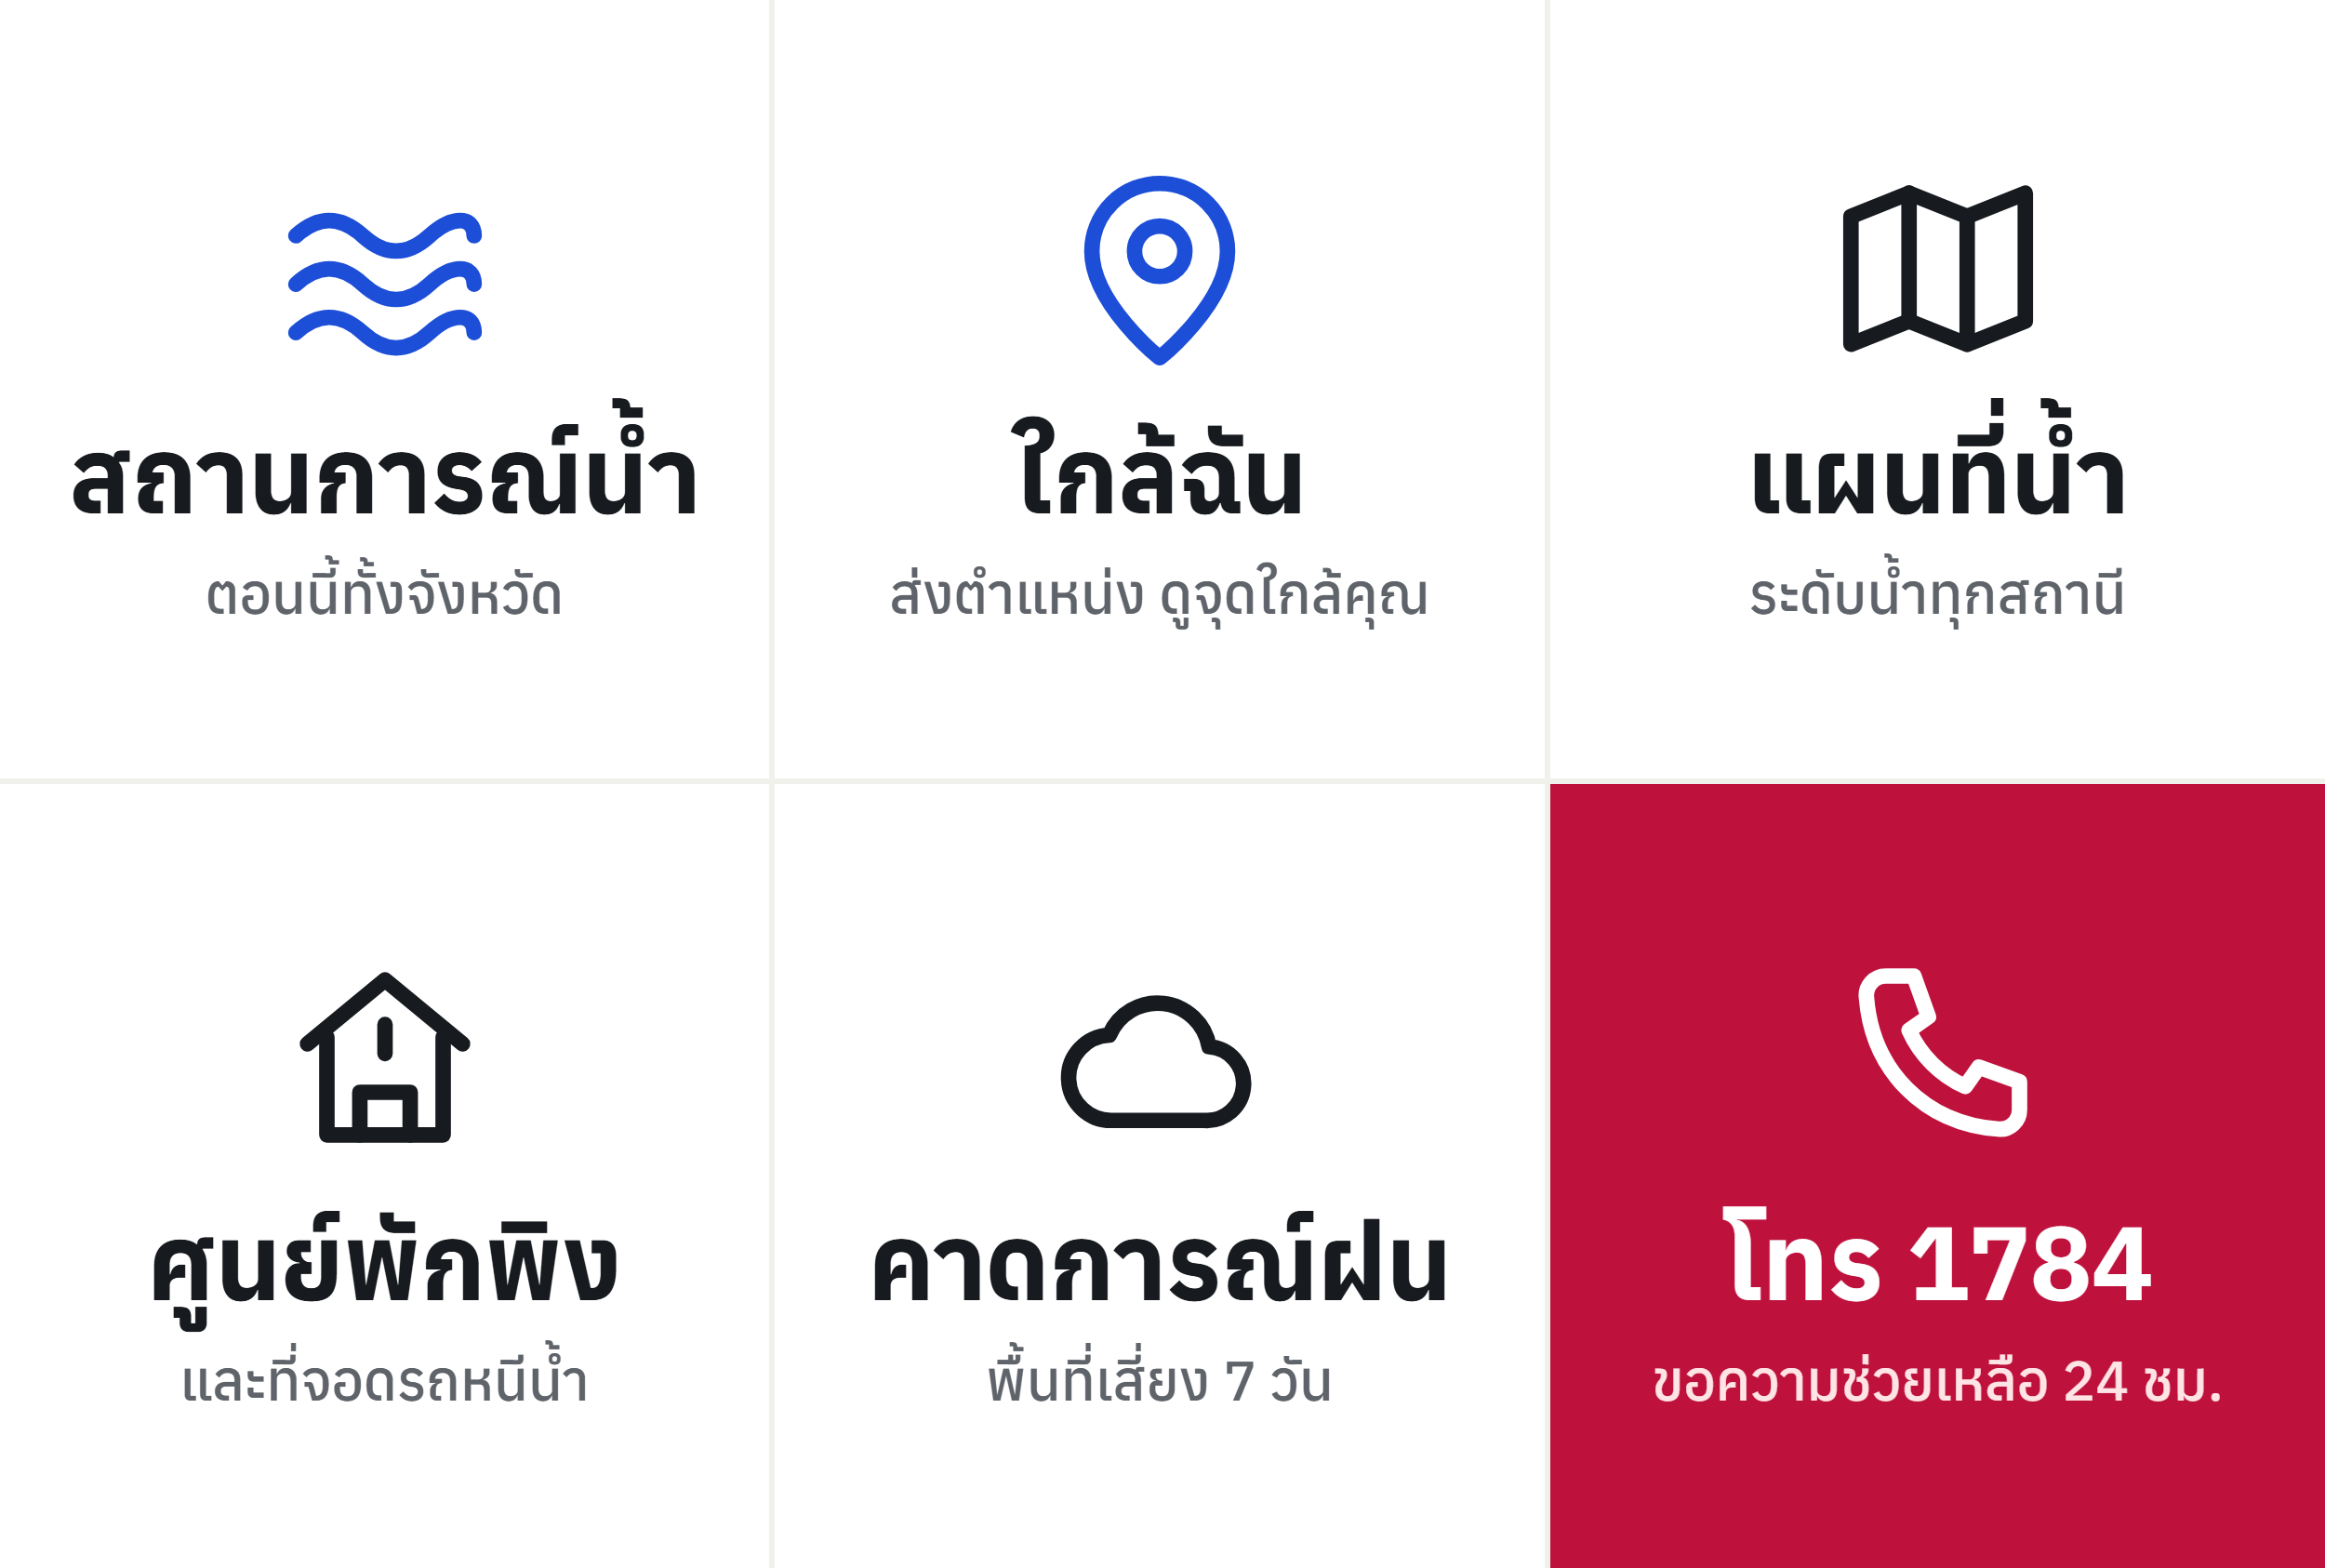 สถานการณ์น้ำ
ตอนนี้ทั้งจังหวัด
ใกล้ฉัน
ส่งตำแหน่ง ดูจุดใกล้คุณ
แผนที่น้ำ
ระดับน้ำทุกสถานี
ศูนย์พักพิง
และที่จอดรถหนีน้ำ
คาดการณ์ฝน
พื้นที่เสี่ยง 7 วัน
โทร 1784
ขอความช่วยเหลือ 24 ชม.